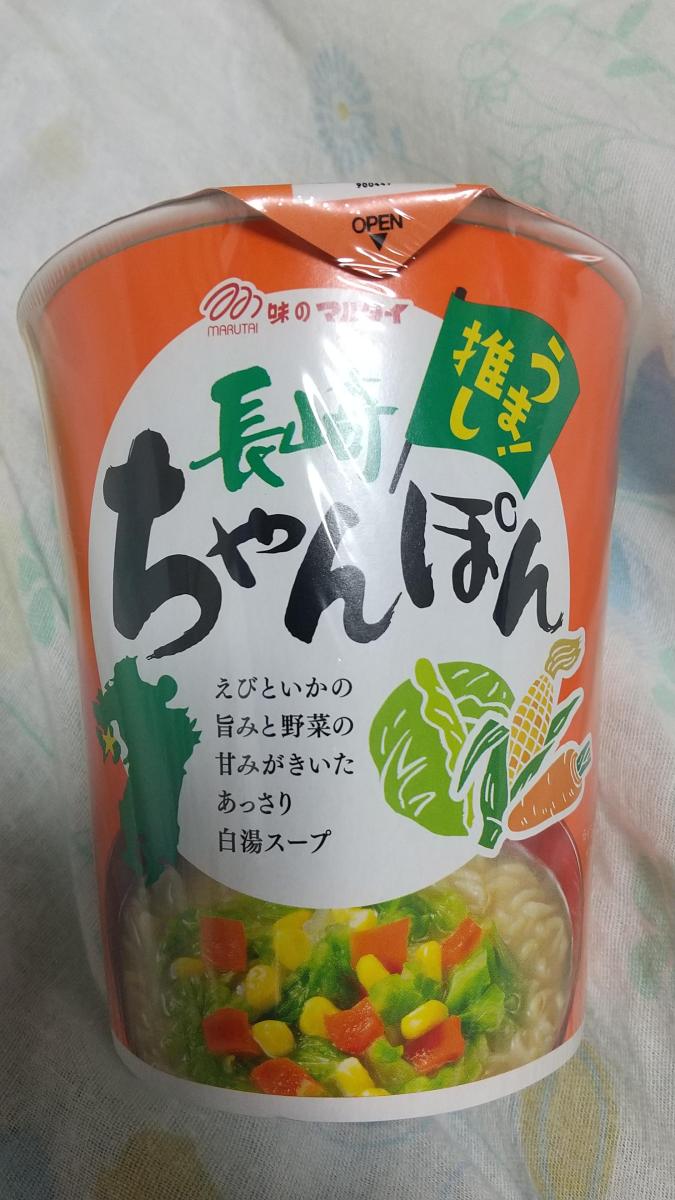 OPEN
MARUTAI
味のマルタイ
うまい!
推し
長崎
ちゃんぽん
えびといかの
旨みと野菜の
甘みがきいた
あっさり
白湯スープ